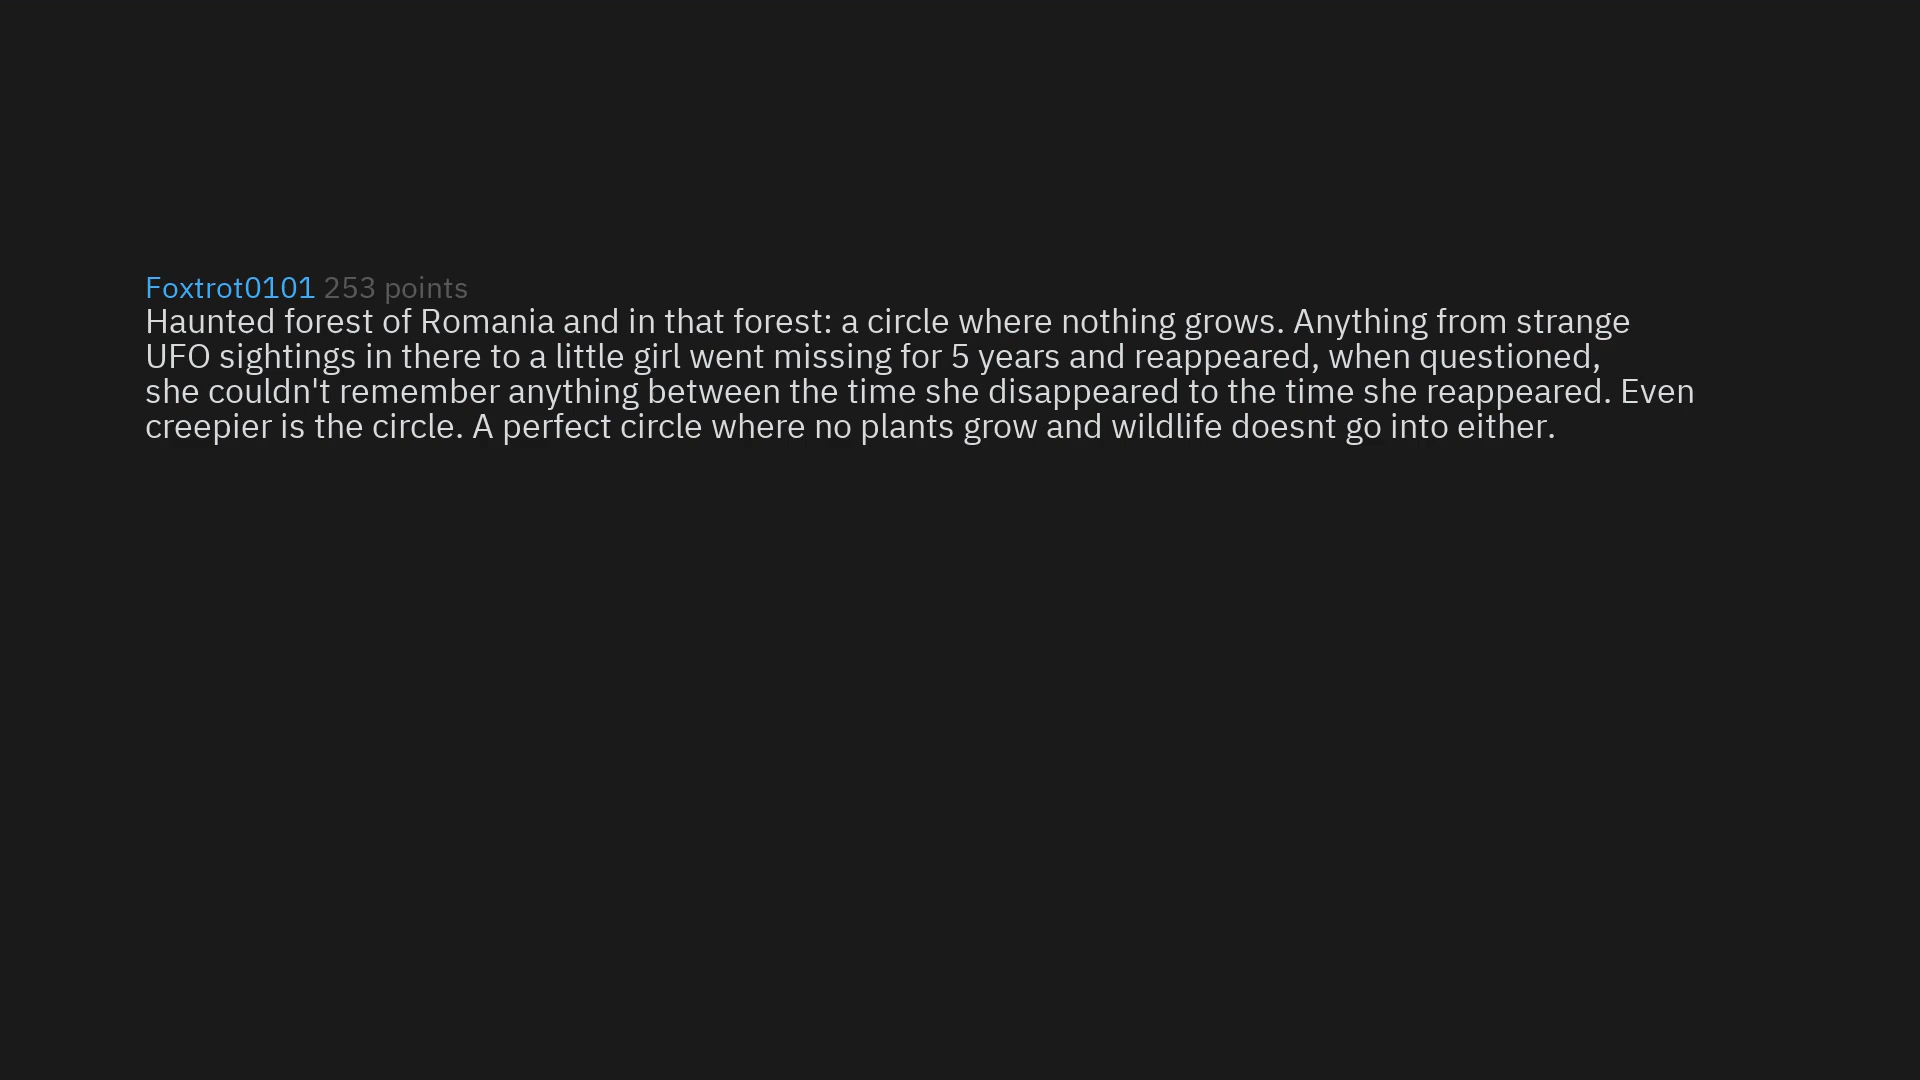 Foxtrot0101 253 points
Haunted forest of Romania and in that forest: a circle where nothing grows. Anything from strange
UFO sightings in there to a little girl went missing for 5 years and reappeared, when questioned,
she couldn't remember anything between the time she disappeared to the time she reappeared. Even
creepier is the circle. A perfect circle where no plants grow and wildlife doesnt go into either.